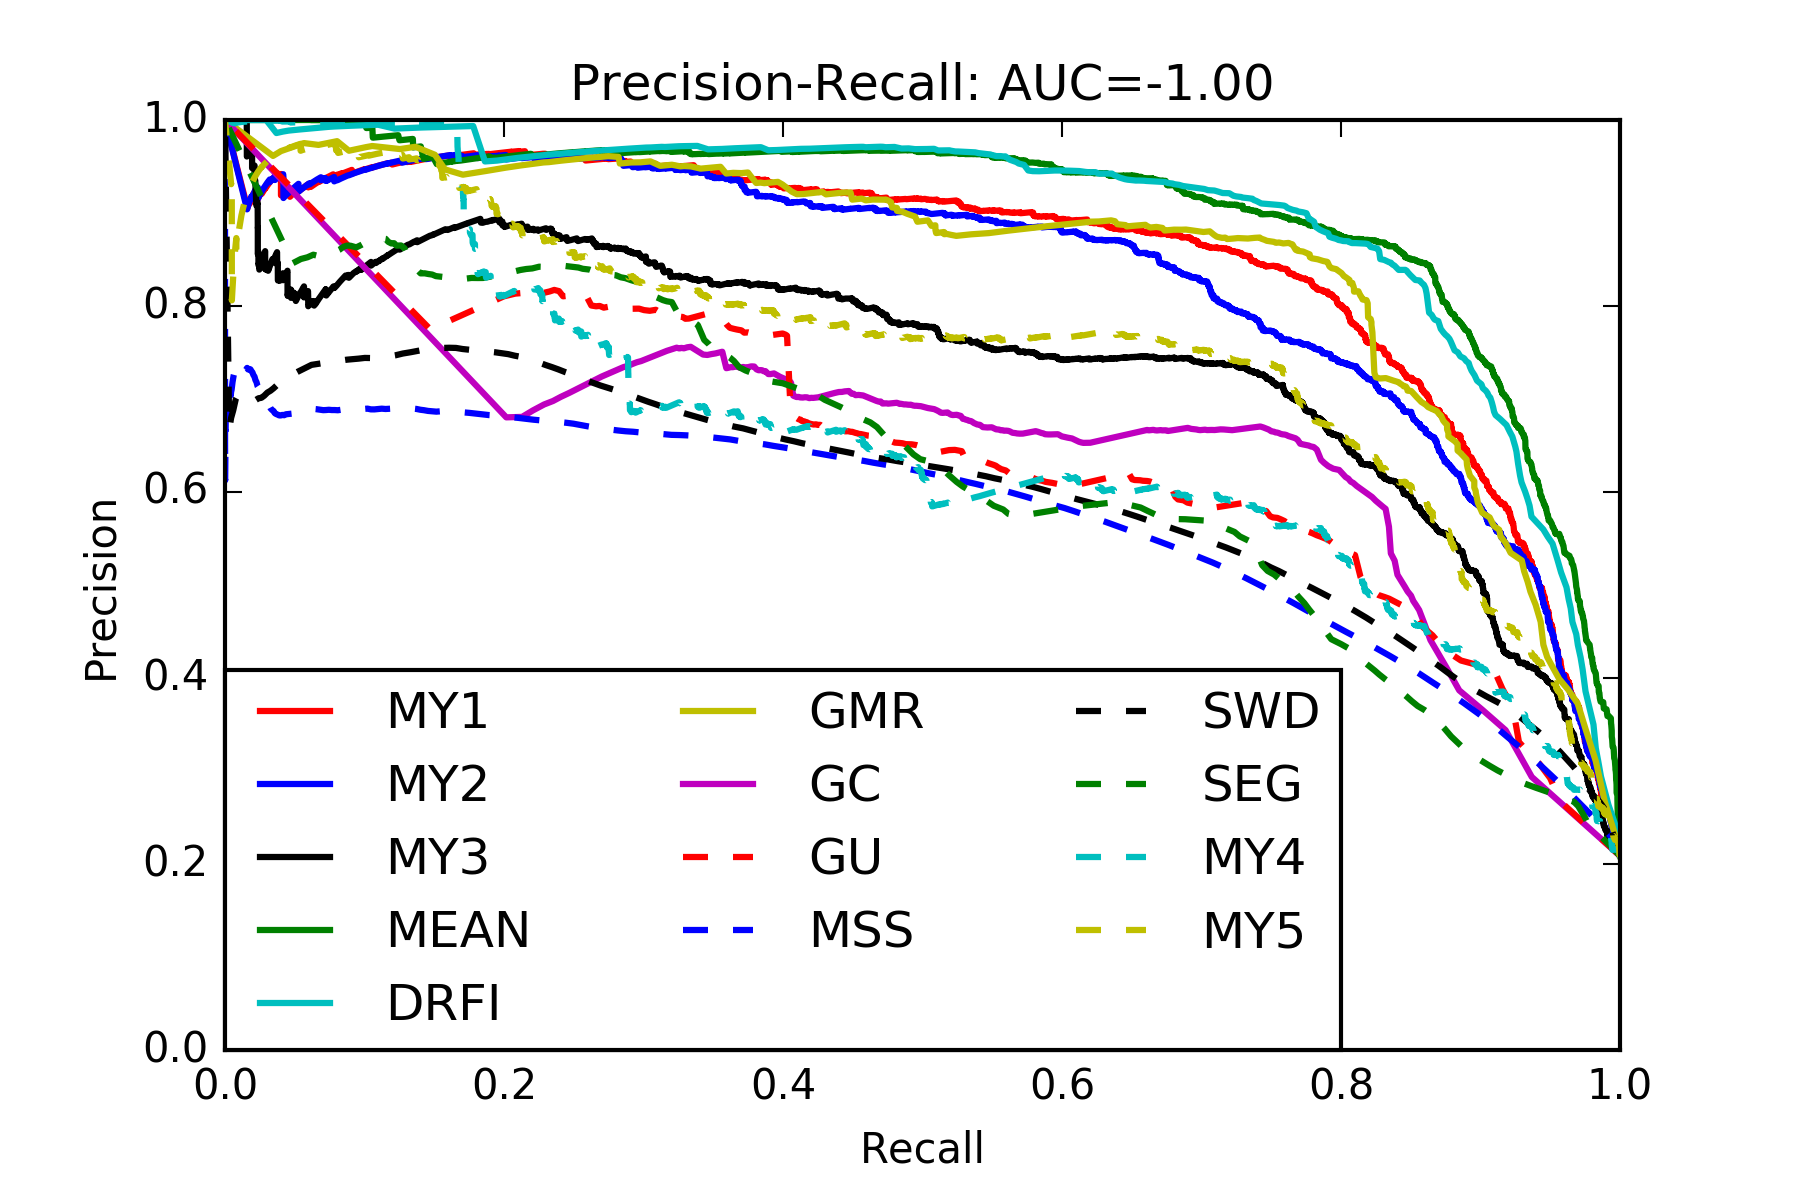 Precision-Recall: AUC=-1.00
1.0
0.8
0.6
0.4
0.2
0.0
Precision
MY1 GMR SWD
MY2 GC SEG
MY3 GU MY4
MEAN MSS MY5
DRFI
0.0 0.2 0.4 0.6 0.8 1.0
Recall